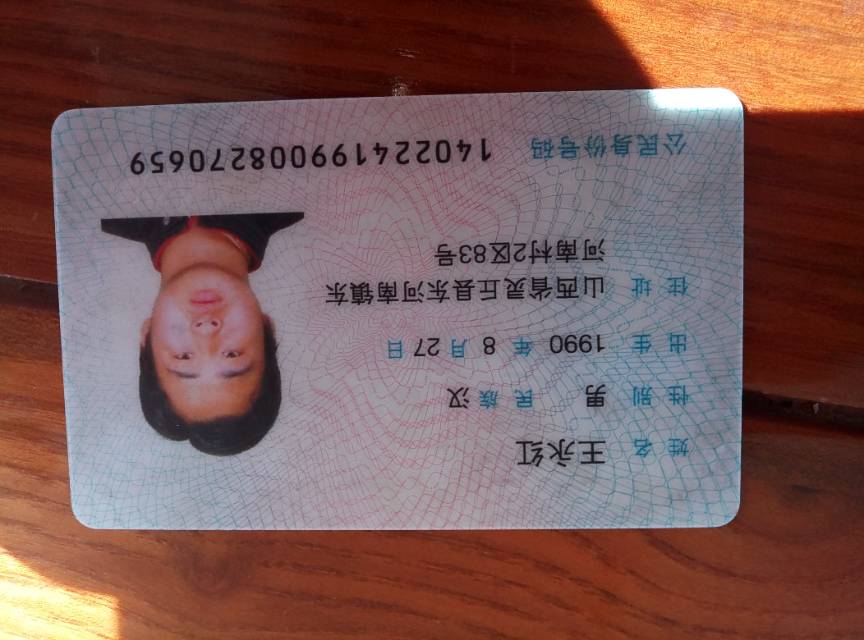 姓名 王永红
性别 男 民族 汉
出生 1990 年 8 月 27 日
住址 山西省灵丘县东河南镇东
河南村2区83号
公民身份号码 140224199008270659